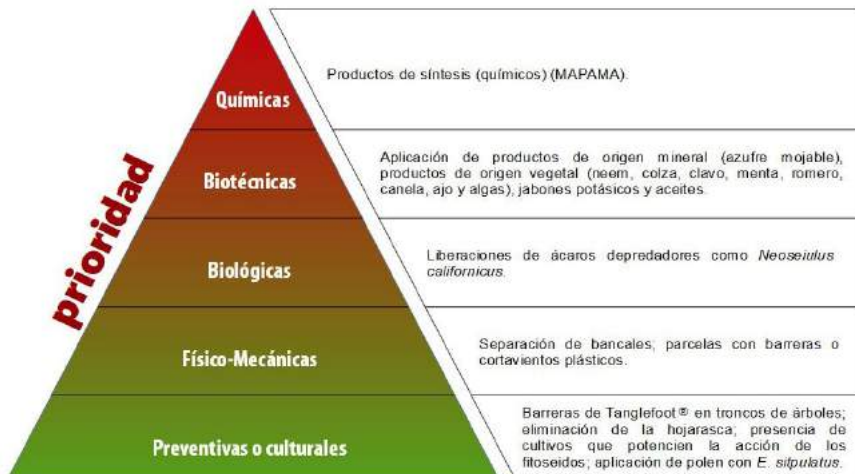 Químicas
Productos de síntesis (químicos) (MAPAMA).
prioridad
Biotécnicas
Aplicación de productos de origen mineral (azufre mojable),
productos de origen vegetal (neem, colza, clavo, menta, romero,
canela, ajo y algas), jabones potásicos y aceites.
Biológicas
Liberaciones de ácaros depredadores como Neoseiulus
californicus.
Físico-Mecánicas
Separación de bancales; parcelas con barreras o
cortavientos plásticos.
Preventivas o culturales
Barreras de Tanglefoot® en troncos de árboles;
eliminación de la hojarasca; presencia de
cultivos que potencien la acción de los
fitoseidos; aplicación de polen con E. stipulatus.